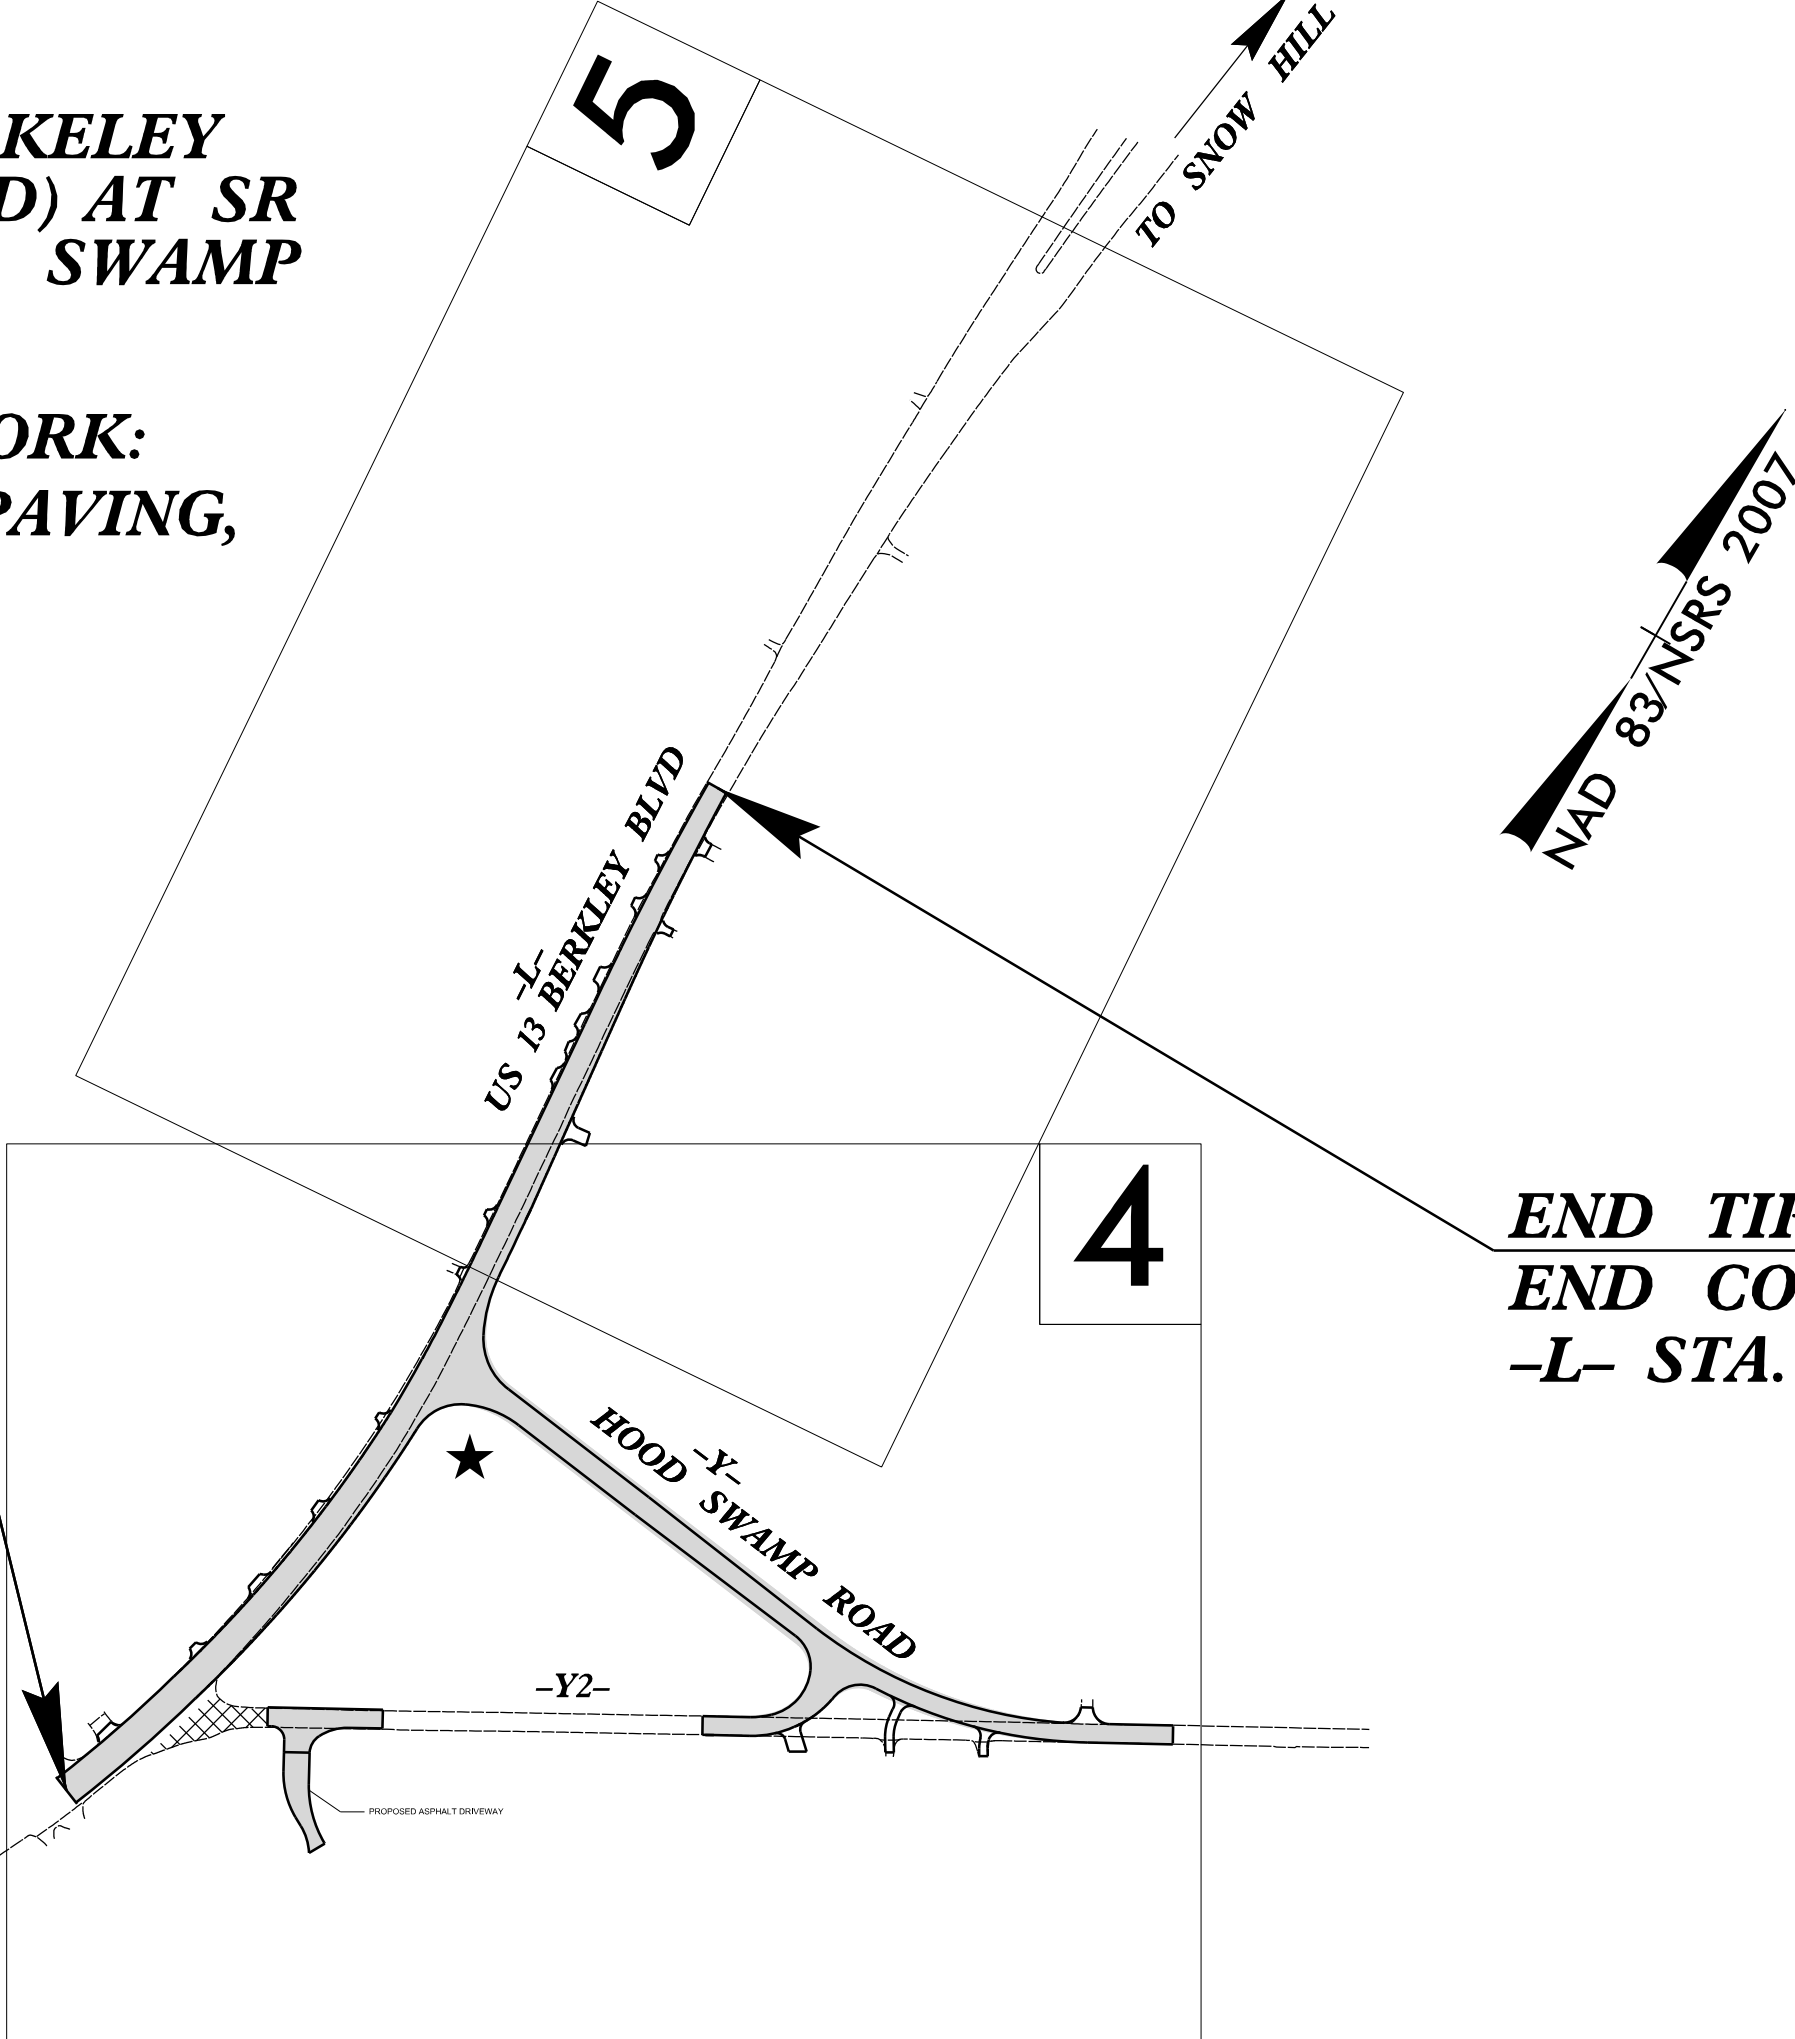 KELEY
D) AT SR
SWAMP
ORK:
PAVING,
5
TO SNOW HILL
NAD 83/NSRS 2007
-L-
US 13 BERKLEY BLVD
4
END TIP
END CO
-L- STA.
-Y-
HOOD SWAMP ROAD
-Y2-
PROPOSED ASPHALT DRIVEWAY